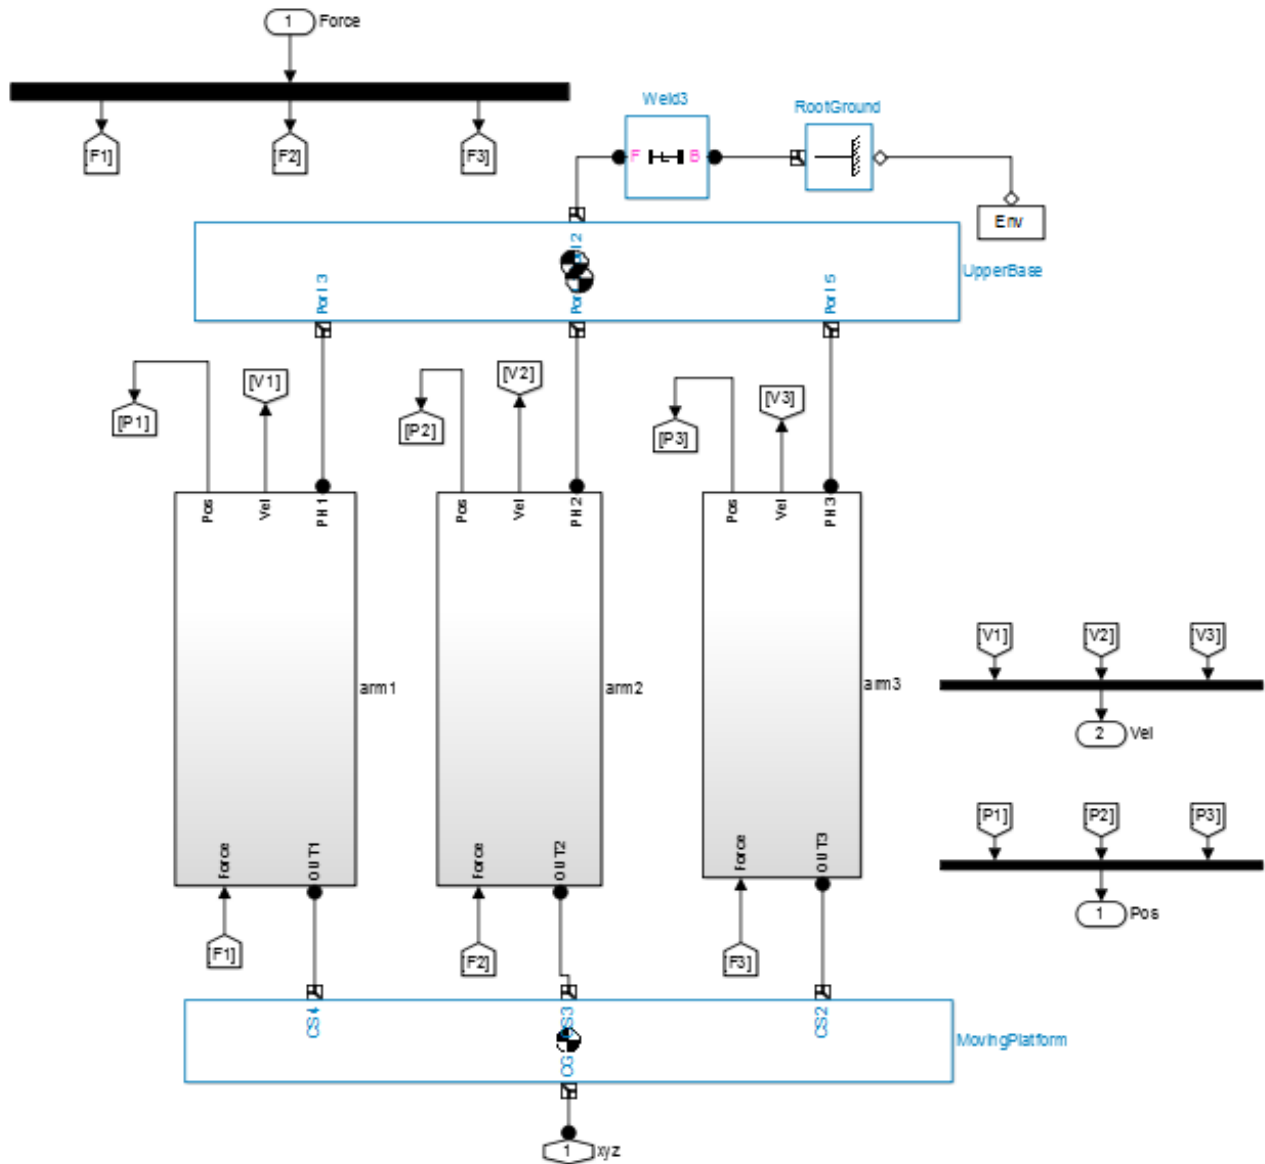 1 Force
[F1]
[F2]
[F3]
Weld3
F B
RootGround
Env
UpperBase
Port3
Port5
[P1]
[V1]
[P2]
[V2]
[P3]
[V3]
Pos
Vel
PH1
Pos
Vel
PH2
Pos
Vel
PH3
arm1
arm2
arm3
Force
OUT1
Force
OUT2
Force
OUT3
[F1]
[F2]
[F3]
[V1]
[V2]
[V3]
2 Vel
[P1]
[P2]
[P3]
1 Pos
CS4
CS3
CS2
CG
MovingPlatform
1 xyz